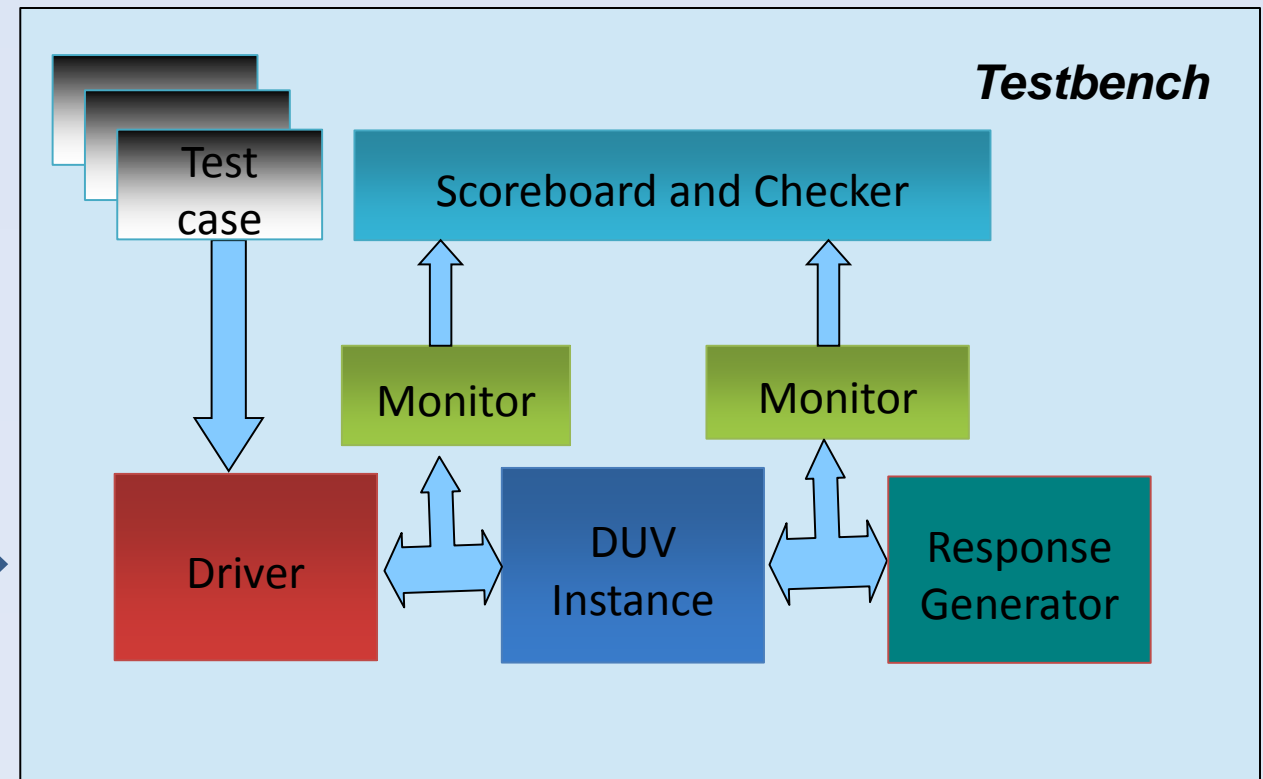 Testbench
Test
case
Scoreboard and Checker
Monitor
Monitor
Driver
DUV
Instance
Response
Generator